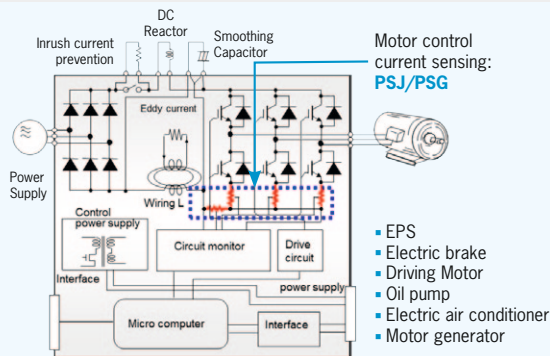 DC
Reactor
Inrush current
prevention
Smoothing
Capacitor
Motor control
current sensing:
PSJ/PSG
Eddy current
Power
Supply
Wiring L
Control
power supply
Circuit monitor
Drive
circuit
Interface
power supply
Micro computer
Interface
▪ EPS
▪ Electric brake
▪ Driving Motor
▪ Oil pump
▪ Electric air conditioner
▪ Motor generator